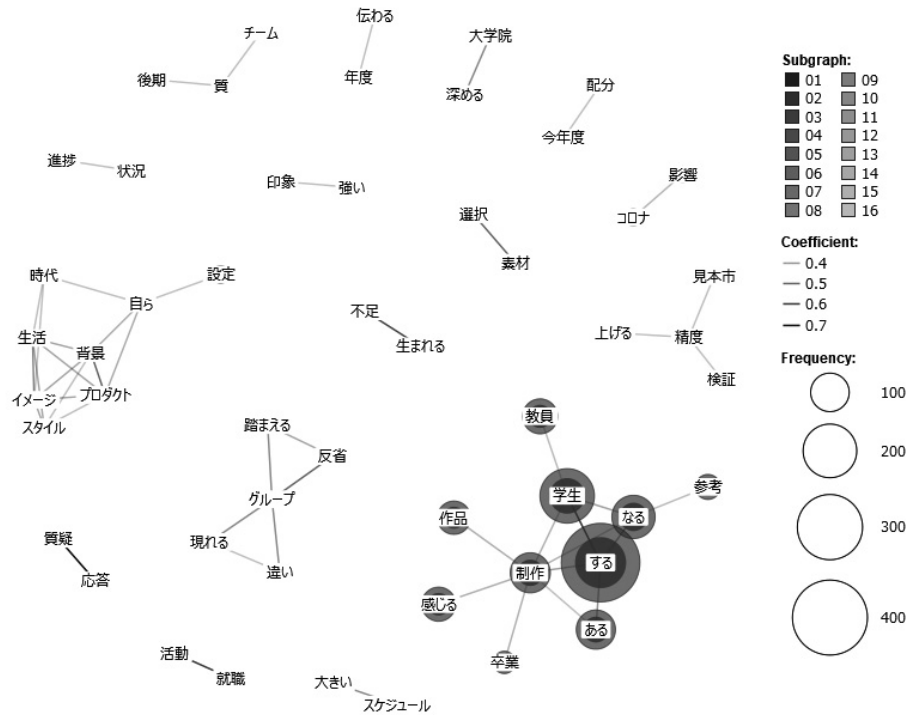 伝わる
チーム
大学院
後期
質
年度
深める
配分
今年度
進捗
状況
印象
強い
影響
コロナ
選択
素材
時代
自ら
設定
見本市
不足
生まれる
上げる
精度
検証
生活
背景
イメージ
プロダクト
スタイル
踏まえる
反省
グループ
現れる
違い
教員
学生
なる
参考
作品
する
制作
感じる
ある
卒業
質疑
応答
活動
就職
大きい
スケジュール
Subgraph:
01 09
02 10
03 11
04 12
05 13
06 14
07 15
08 16
Coefficient:
0.4
0.5
0.6
0.7
Frequency:
100
200
300
400